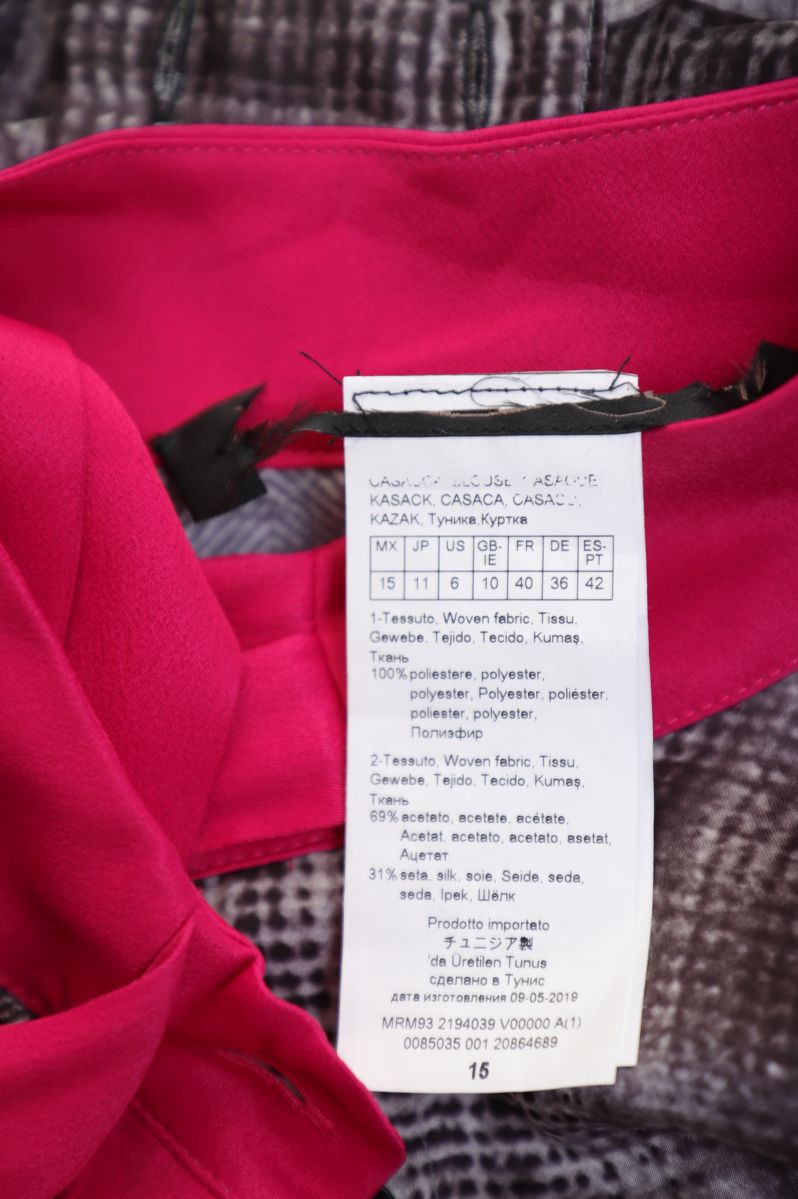 KASACK, CASACA,
KAZAK, Туника,Куртка
MX JP US GB-IE FR DE ES-PT
15 11 6 10 40 36 42
1-Tessuto, Woven fabric, Tissu,
Gewebe, Tejido, Tecido, Kumaş,
Ткань
100% poliestere, polyester,
polyester, Polyester, poliéster,
poliester, polyester,
Полиэфир
2-Tessuto, Woven fabric, Tissu,
Gewebe, Tejido, Tecido, Kumaş,
Ткань
69% acetato, acetate, acétate,
Acetat, acetato, acetato, asetat,
Ацетат
31% seta, silk, soie, Seide, seda,
seda, Ipek, Шёлк
Prodotto importato
チュニジア製
'da Üretilen Tunus
сделано в Тунис
дата изготовления 09-05-2019
MRM93 2194039 V00000 A(1)
0085035 001 20864689
15